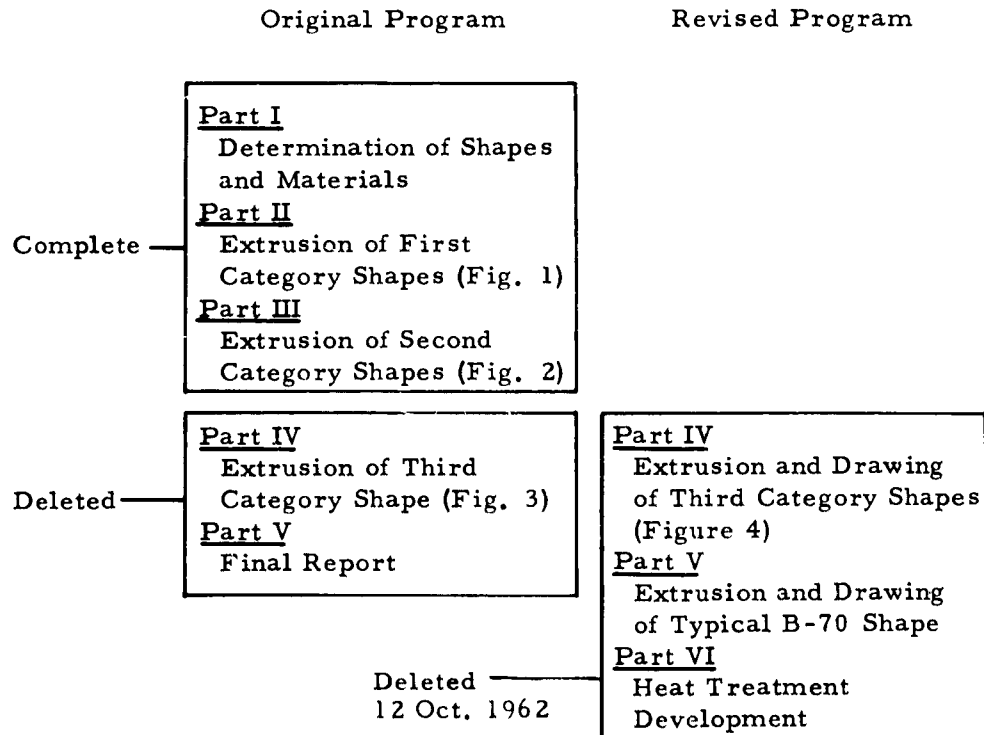 Original Program
Revised Program
Complete
Part I
Determination of Shapes
and Materials
Part II
Extrusion of First
Category Shapes (Fig. 1)
Part III
Extrusion of Second
Category Shapes (Fig. 2)
Deleted
Part IV
Extrusion of Third
Category Shape (Fig. 3)
Part V
Final Report
Part IV
Extrusion and Drawing
of Third Category Shapes
(Figure 4)
Part V
Extrusion and Drawing
of Typical B-70 Shape
Part VI
Heat Treatment
Development
Deleted
12 Oct. 1962